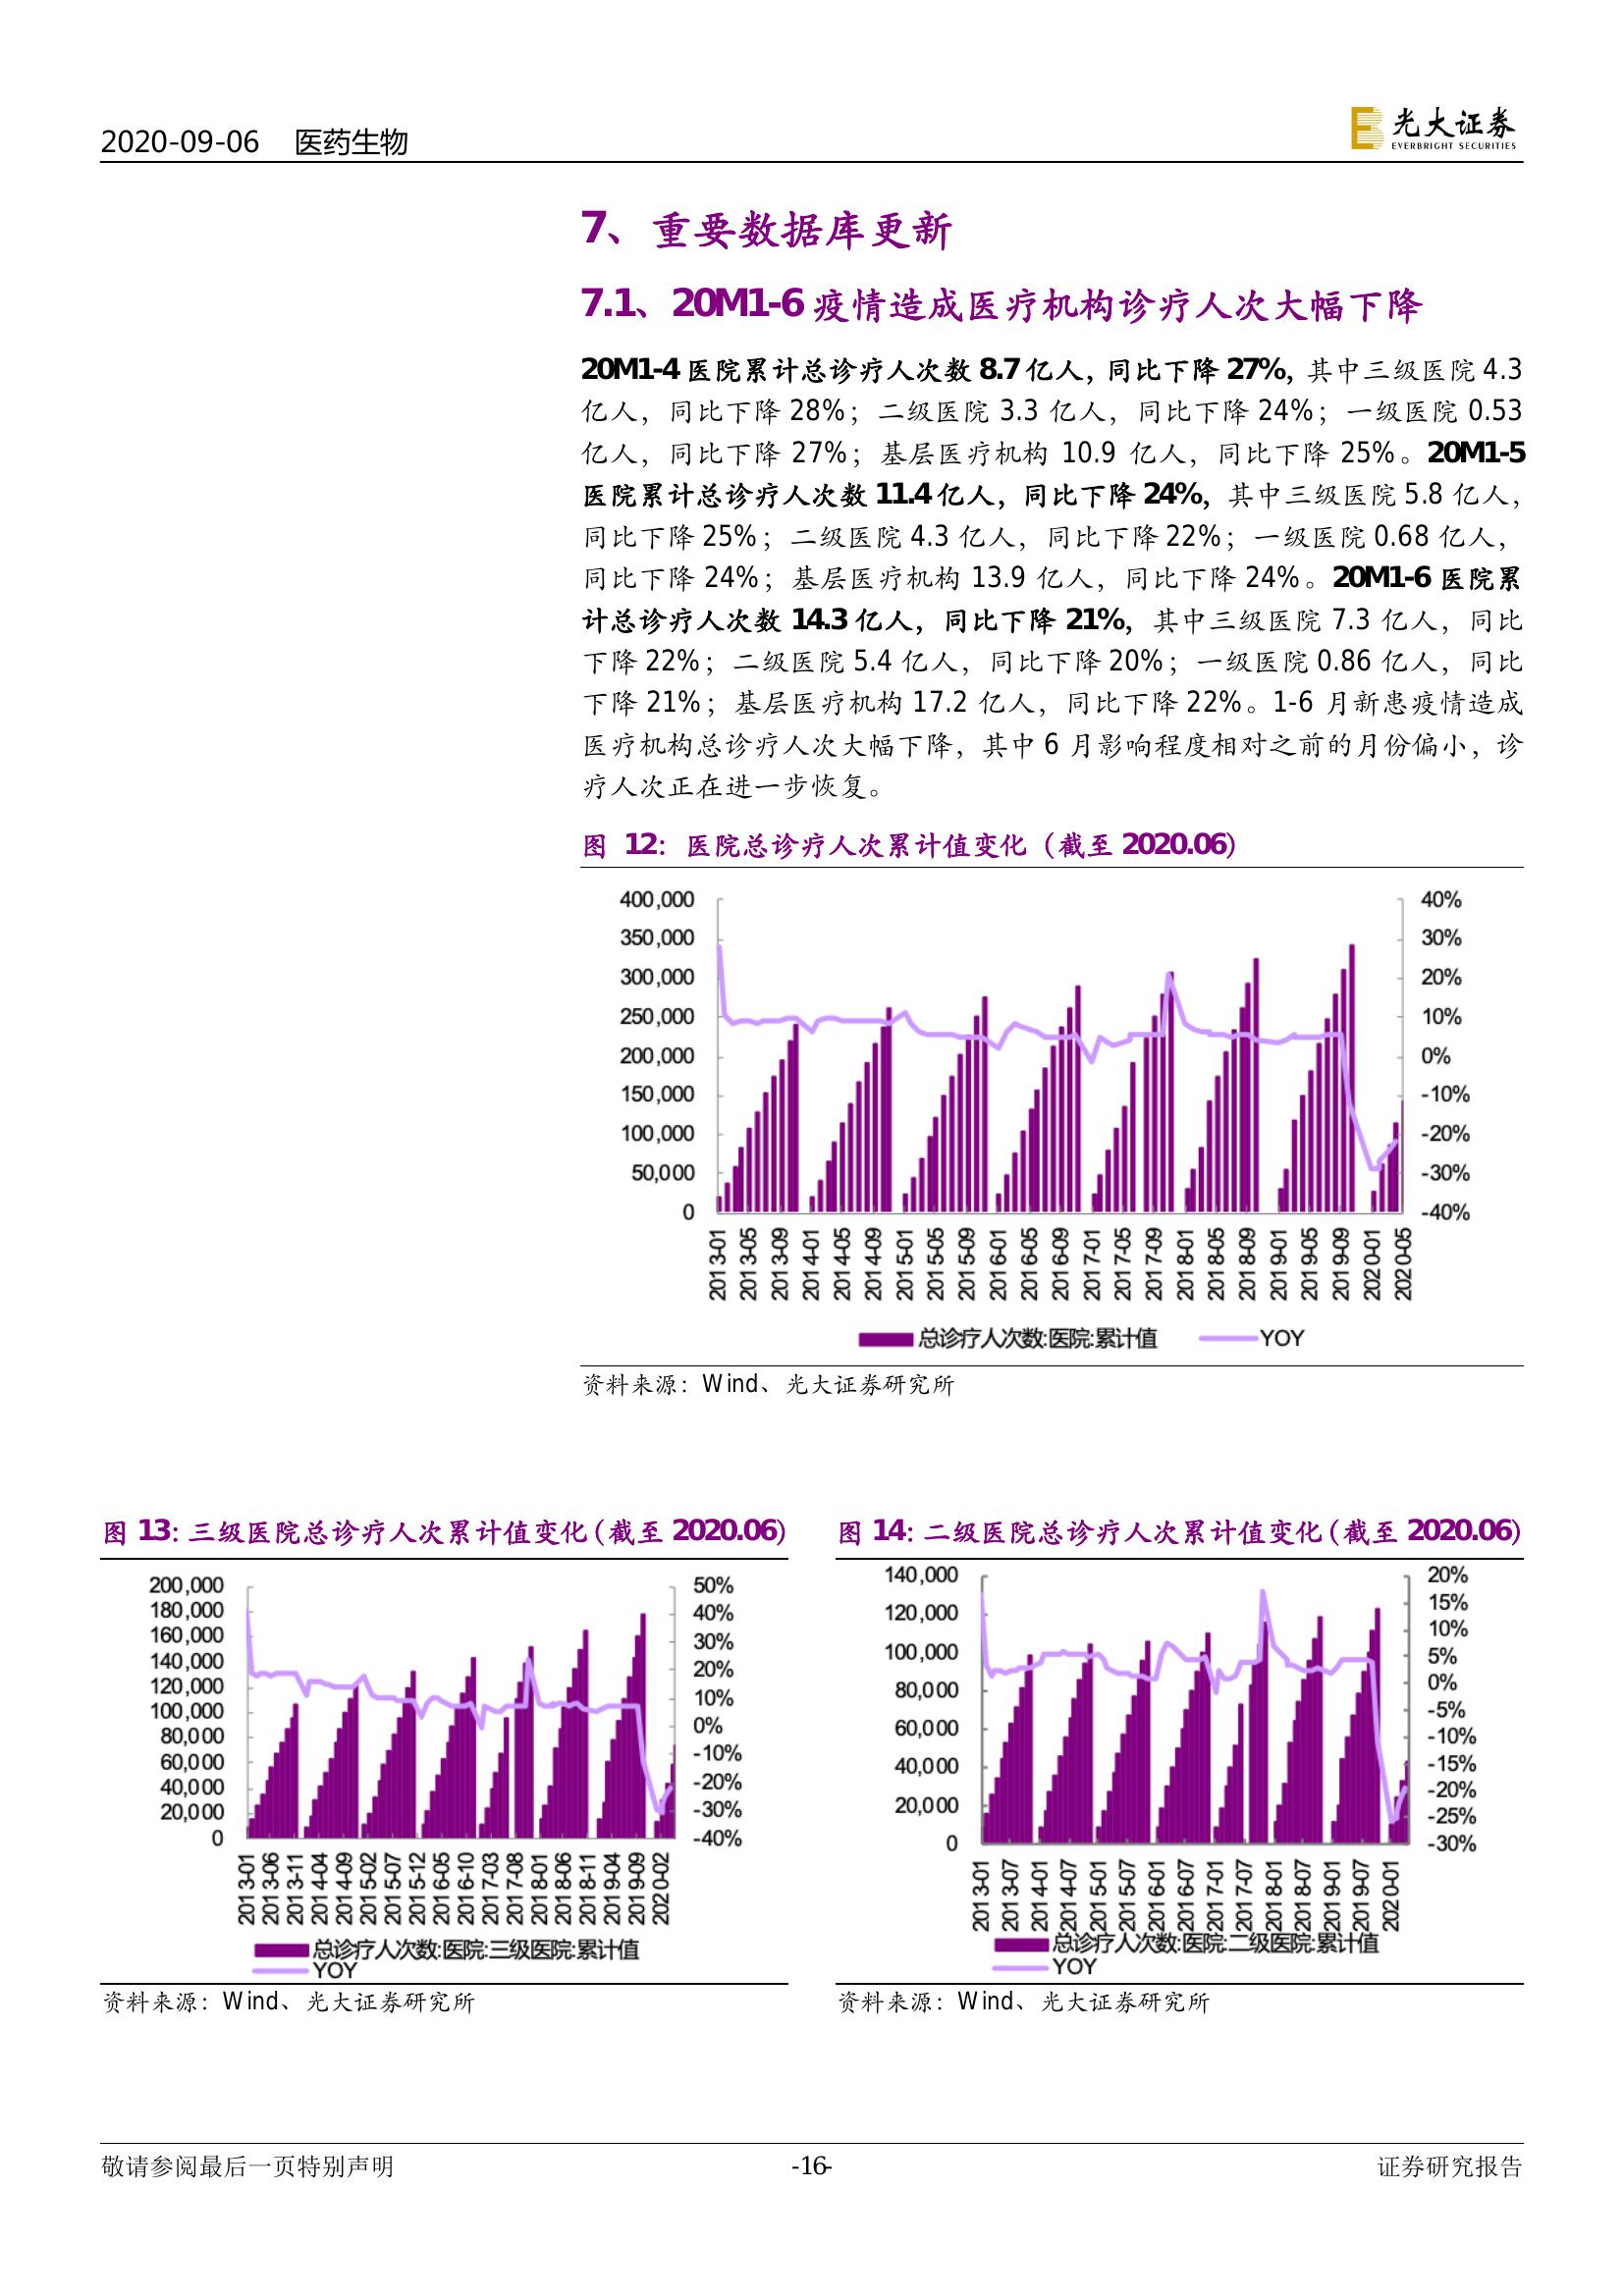 2020-09-06 医药生物
光大证券
EVERBRIGHT SECURITIES
7、重要数据库更新
7.1、20M1-6 疫情造成医疗机构诊疗人次大幅下降
20M1-4 医院累计总诊疗人次数 8.7 亿人，同比下降 27%，其中三级医院 4.3
亿人，同比下降 28%；二级医院 3.3 亿人，同比下降 24%；一级医院 0.53
亿人，同比下降 27%；基层医疗机构 10.9 亿人，同比下降 25%。20M1-5
医院累计总诊疗人次数 11.4 亿人，同比下降 24%，其中三级医院 5.8 亿人，
同比下降 25%；二级医院 4.3 亿人，同比下降 22%；一级医院 0.68 亿人，
同比下降 24%；基层医疗机构 13.9 亿人，同比下降 24%。20M1-6 医院累
计总诊疗人次数 14.3 亿人，同比下降 21%，其中三级医院 7.3 亿人，同比
下降 22%；二级医院 5.4 亿人，同比下降 20%；一级医院 0.86 亿人，同比
下降 21%；基层医疗机构 17.2 亿人，同比下降 22%。1-6 月新患疫情造成
医疗机构总诊疗人次大幅下降，其中 6 月影响程度相对之前的月份偏小，诊
疗人次正在进一步恢复。
图 12：医院总诊疗人次累计值变化（截至 2020.06）
400,000 40%
350,000 30%
300,000 20%
250,000 10%
200,000 0%
150,000 -10%
100,000 -20%
50,000 -30%
0 -40%
2013-01 2013-05 2013-09 2014-01 2014-05 2014-09 2015-01 2015-05 2015-09 2016-01 2016-05 2016-09 2017-01 2017-05 2017-09 2018-01 2018-05 2018-09 2019-01 2019-05 2019-09 2020-01 2020-05
总诊疗人次数:医院:累计值 YOY
资料来源：Wind、光大证券研究所
图 13：三级医院总诊疗人次累计值变化（截至 2020.06）
200,000 50%
180,000 40%
160,000 30%
140,000 20%
120,000 10%
100,000 0%
80,000 -10%
60,000 -20%
40,000 -30%
20,000 -40%
0
2013-01 2013-06 2013-11 2014-04 2014-09 2015-02 2015-07 2015-12 2016-05 2016-10 2017-03 2017-08 2018-01 2018-06 2018-11 2019-04 2019-09 2020-02
总诊疗人次数:医院:三级医院:累计值
YOY
资料来源：Wind、光大证券研究所
图 14：二级医院总诊疗人次累计值变化（截至 2020.06）
140,000 20%
120,000 15%
100,000 10%
80,000 5%
60,000 0%
40,000 -5%
20,000 -10%
0 -15%
-20%
-25%
-30%
2013-01 2013-07 2014-01 2014-07 2015-01 2015-07 2016-01 2016-07 2017-01 2017-07 2018-01 2018-07 2019-01 2019-07 2020-01
总诊疗人次数:医院:二级医院:累计值
YOY
资料来源：Wind、光大证券研究所
敬请参阅最后一页特别声明 -16- 证券研究报告